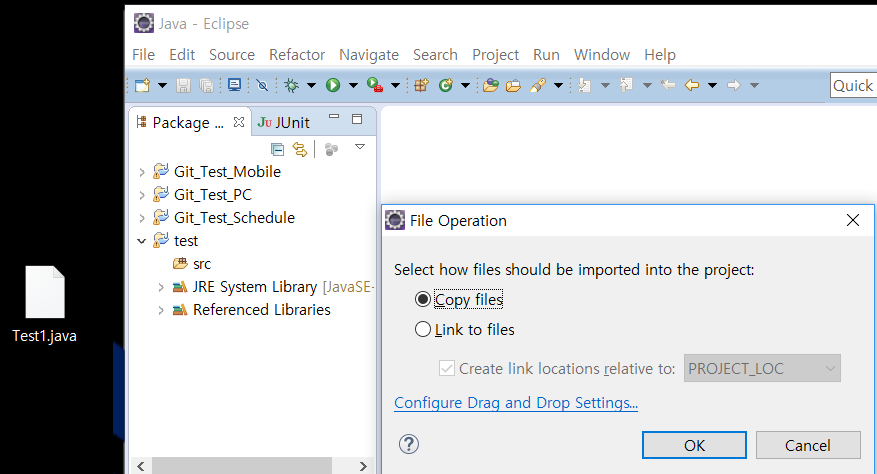 Java - Eclipse
File Edit Source Refactor Navigate Search Project Run Window Help
Quick
Package ... JUnit
Git_Test_Mobile
Git_Test_PC
Git_Test_Schedule
test
src
JRE System Library [JavaSE-
Referenced Libraries
Test1.java
File Operation
Select how files should be imported into the project:
Copy files
Link to files
Create link locations relative to: PROJECT_LOC
Configure Drag and Drop Settings...
OK Cancel